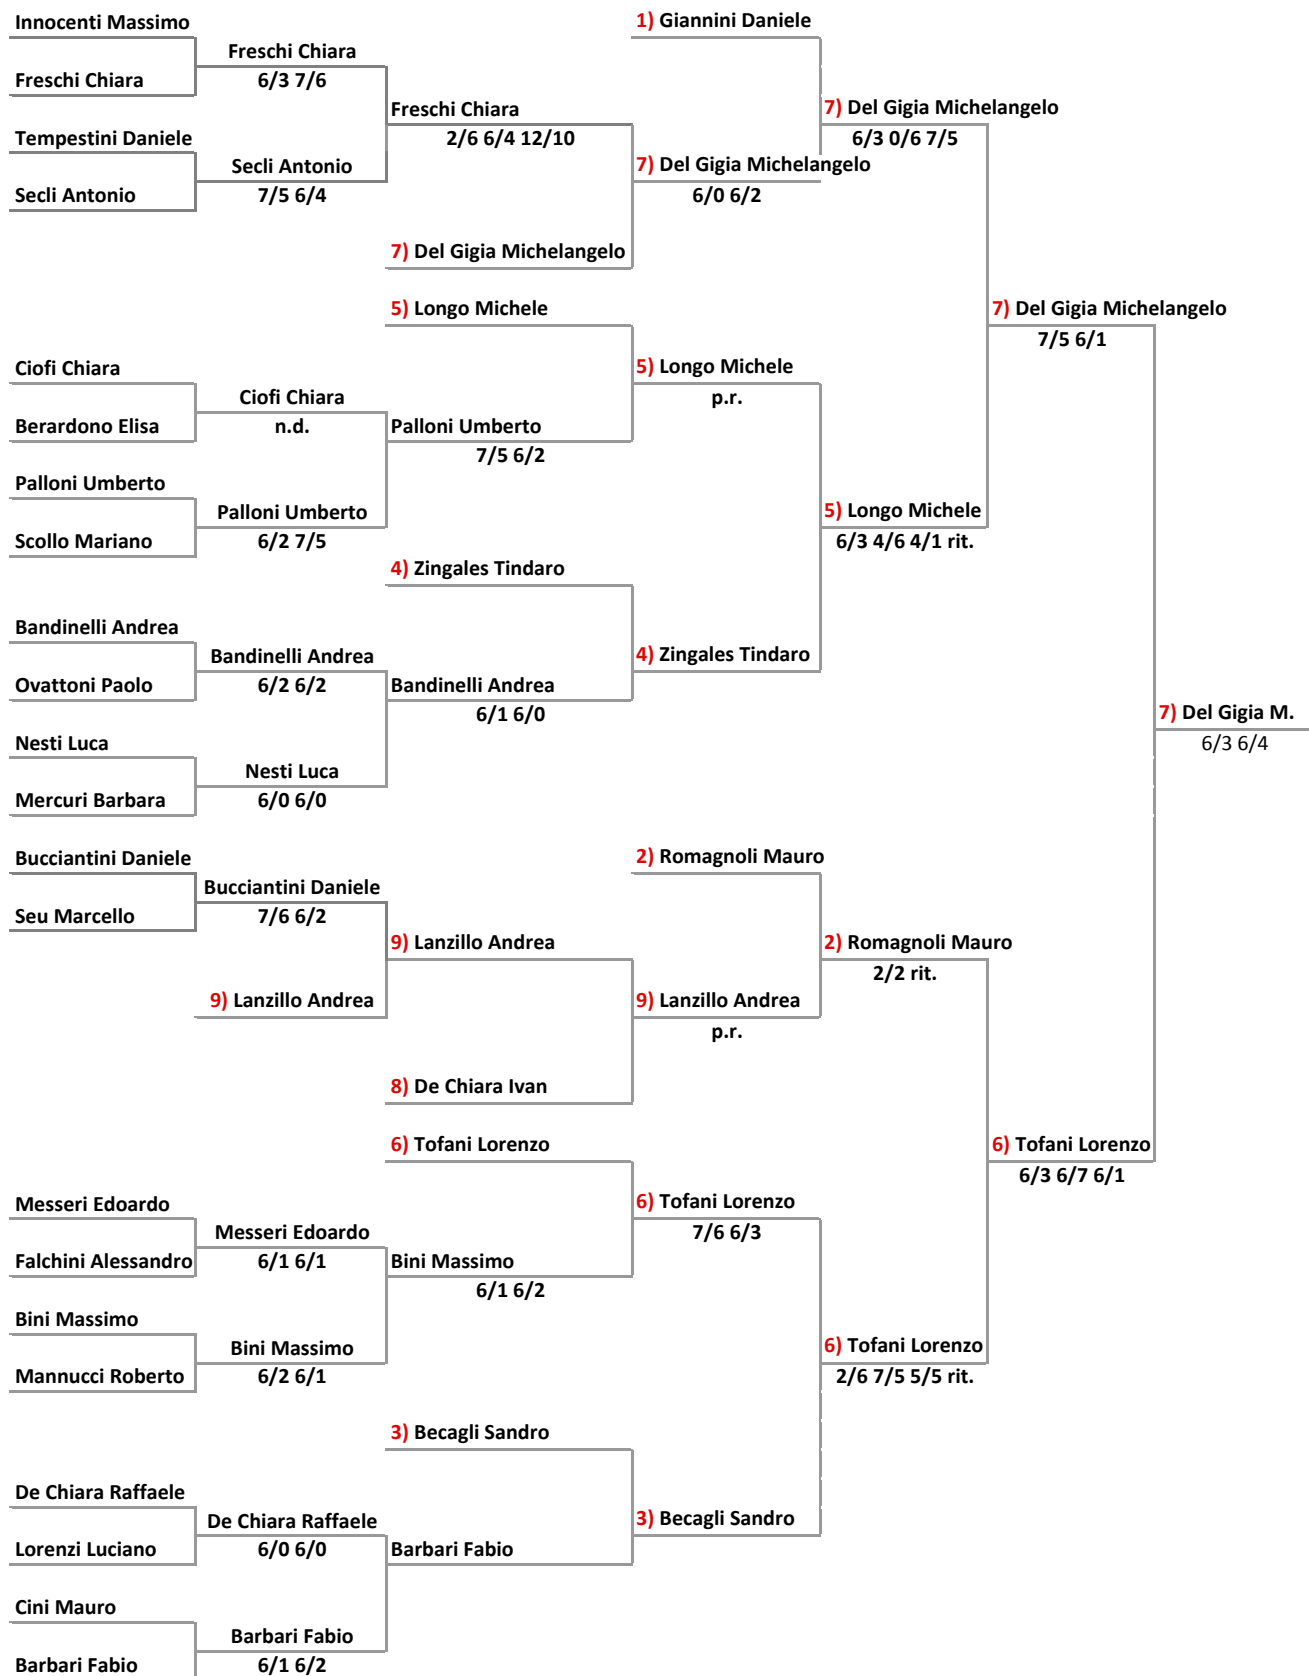 Innocenti Massimo
1) Giannini Daniele
Freschi Chiara
Freschi Chiara
6/3 7/6
Freschi Chiara
7) Del Gigia Michelangelo
Tempestini Daniele
2/6 6/4 12/10
6/3 0/6 7/5
Secli Antonio
7) Del Gigia Michelangelo
Secli Antonio
7/5 6/4
6/0 6/2
7) Del Gigia Michelangelo
5) Longo Michele
7) Del Gigia Michelangelo
7/5 6/1
Ciofi Chiara
5) Longo Michele
Ciofi Chiara
p.r.
Berardono Elisa
n.d.
Palloni Umberto
7/5 6/2
Palloni Umberto
Palloni Umberto
5) Longo Michele
Scollo Mariano
6/2 7/5
6/3 4/6 4/1 rit.
4) Zingales Tindaro
Bandinelli Andrea
Bandinelli Andrea
4) Zingales Tindaro
Ovattoni Paolo
6/2 6/2
Bandinelli Andrea
6/1 6/0
7) Del Gigia M.
Nesti Luca
6/3 6/4
Nesti Luca
Mercuri Barbara
6/0 6/0
Bucciantini Daniele
2) Romagnoli Mauro
Bucciantini Daniele
Seu Marcello
7/6 6/2
9) Lanzillo Andrea
2) Romagnoli Mauro
2/2 rit.
9) Lanzillo Andrea
9) Lanzillo Andrea
p.r.
8) De Chiara Ivan
6) Tofani Lorenzo
6) Tofani Lorenzo
6/3 6/7 6/1
Messeri Edoardo
6) Tofani Lorenzo
Messeri Edoardo
7/6 6/3
Falchini Alessandro
6/1 6/1
Bini Massimo
6/1 6/2
Bini Massimo
Bini Massimo
6) Tofani Lorenzo
Mannucci Roberto
6/2 6/1
2/6 7/5 5/5 rit.
3) Becagli Sandro
De Chiara Raffaele
De Chiara Raffaele
3) Becagli Sandro
Lorenzi Luciano
6/0 6/0
Barbari Fabio
Cini Mauro
Barbari Fabio
Barbari Fabio
6/1 6/2